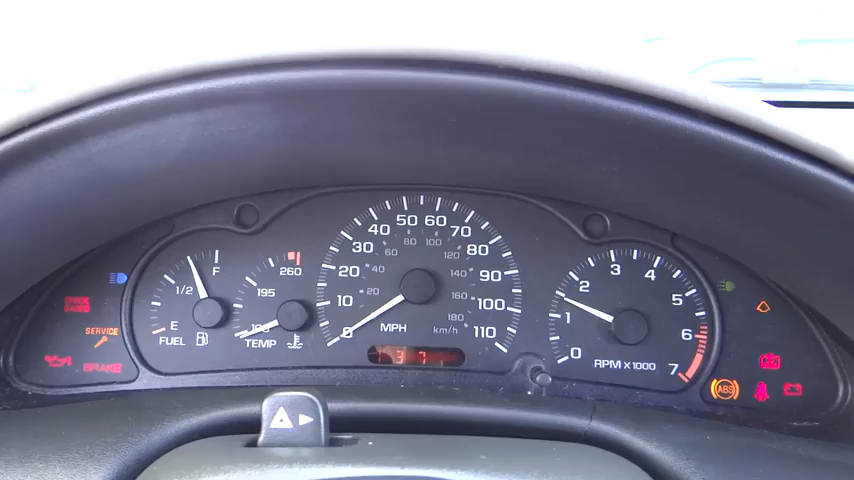 50 60
40 70
80 100
30 80
60 120
F
260
3 4
20 40 140 90
2 5
1/2 195
10 20 160 100
1
SERVICE
E
100
0 MPH 180
km/h 110
6
FUEL TEMP
BRAKE
0 RPM X 1000 7
ABS